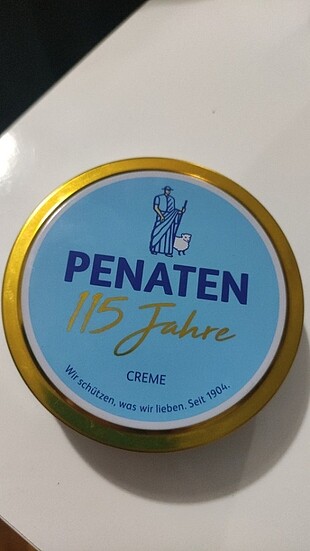 PENATEN
115 Jahre
CREME
Wir schützen, was wir lieben. Seit 1904.